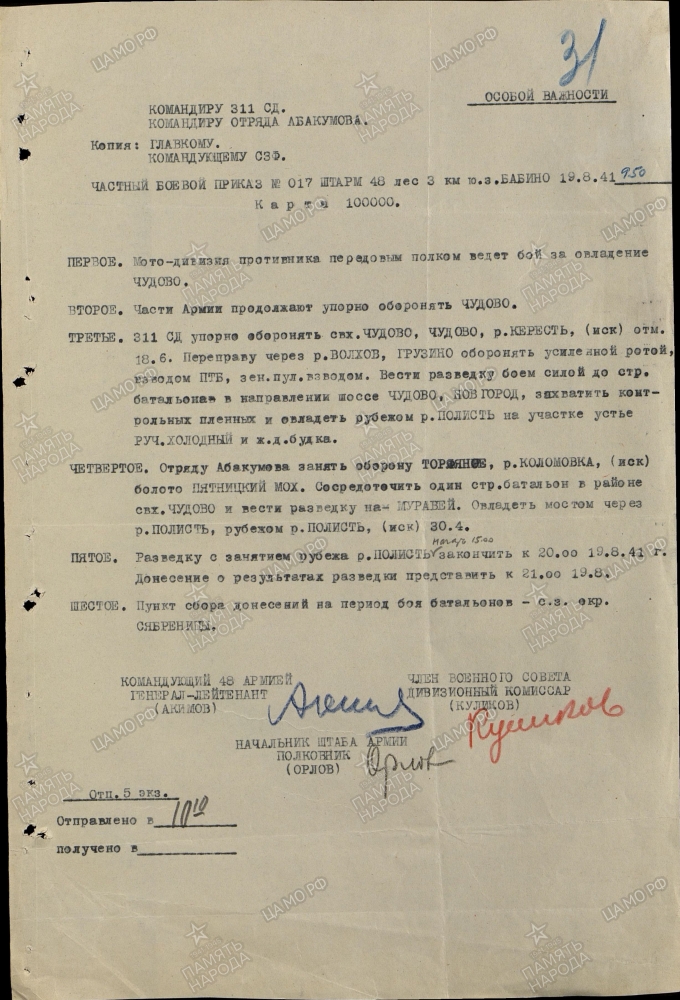 31
ОСОБОЙ ВАЖНОСТИ
КОМАНДИРУ 311 СД.
КОМАНДИРУ ОТРЯДА АБАКУМОВА.
Копия: ГЛАВКОМУ.
КОМАНДУЮЩЕМУ СЗФ.
ЧАСТНЫЙ БОЕВОЙ ПРИКАЗ № 017 ШТАРМ 48 лес 3 км ю.з.БАБИНО 19.8.41 950
Карта 100000.
ПЕРВОЕ. Мото-дивизия противника передовым полком ведет бой за овладение
ЧУДОВО.
ВТОРОЕ. Части Армии продолжают упорно оборонять ЧУДОВО.
ТРЕТЬЕ. 311 СД упорно оборонять свх.ЧУДОВО, ЧУДОВО, р.КЕРЕСТЬ, (иск) отм.
18.6. Переправу через р.ВОЛХОВ, ГРУЗИНО оборонять усиленной ротой,
взводом ПТБ, зен.пул.взводом. Вести разведку боем силой до стр.
батальона в направлении шоссе ЧУДОВО, НОВГОРОД, захватить конт-
рольных пленных и овладеть рубежом р.ПОЛИСТЬ на участке устье
РУЧ.ХОЛОДНЫЙ и ж.д.будка.
ЧЕТВЕРТОЕ. Отряду Абакумова занять оборону ТОРФЯНОЕ, р.КОЛОМОВКА, (иск)
болото ПЯТНИЦКИЙ МОХ. Сосредоточить один стр.батальон в районе
свх.ЧУДОВО и вести разведку на МУРАВЕЙ. Овладеть мостом через
р.ПОЛИСТЬ, рубежом р.ПОЛИСТЬ, (иск) 30.4.
начать 15.00
ПЯТОЕ. Разведку с занятием рубежа р.ПОЛИСТЬ закончить к 20.00 19.8.41 г.
Донесение о результатах разведки представить к 21.00 19.8.
ШЕСТОЕ. Пункт сбора донесений на период боя батальонов - с.з. окр.
СЯБРЕНИЦЫ.
КОМАНДУЮЩИЙ 48 АРМИЕЙ
ГЕНЕРАЛ-ЛЕЙТЕНАНТ
(АКИМОВ)
Акимов
ЧЛЕН ВОЕННОГО СОВЕТА
ДИВИЗИОННЫЙ КОМИССАР
(КУЛИКОВ)
Куликов
НАЧАЛЬНИК ШТАБА АРМИИ
ПОЛКОВНИК
(ОРЛОВ)
Орлов
Отп. 5 экз.
Отправлено в 10 10
получено в
ПАМЯТЬ НАРОДА
ЦАМО РФ